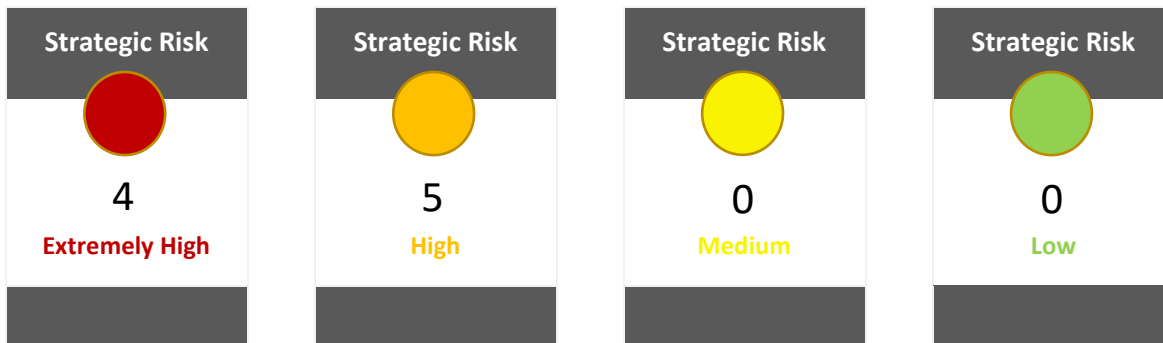 Strategic Risk
4
Extremely High
Strategic Risk
5
High
Strategic Risk
0
Medium
Strategic Risk
0
Low